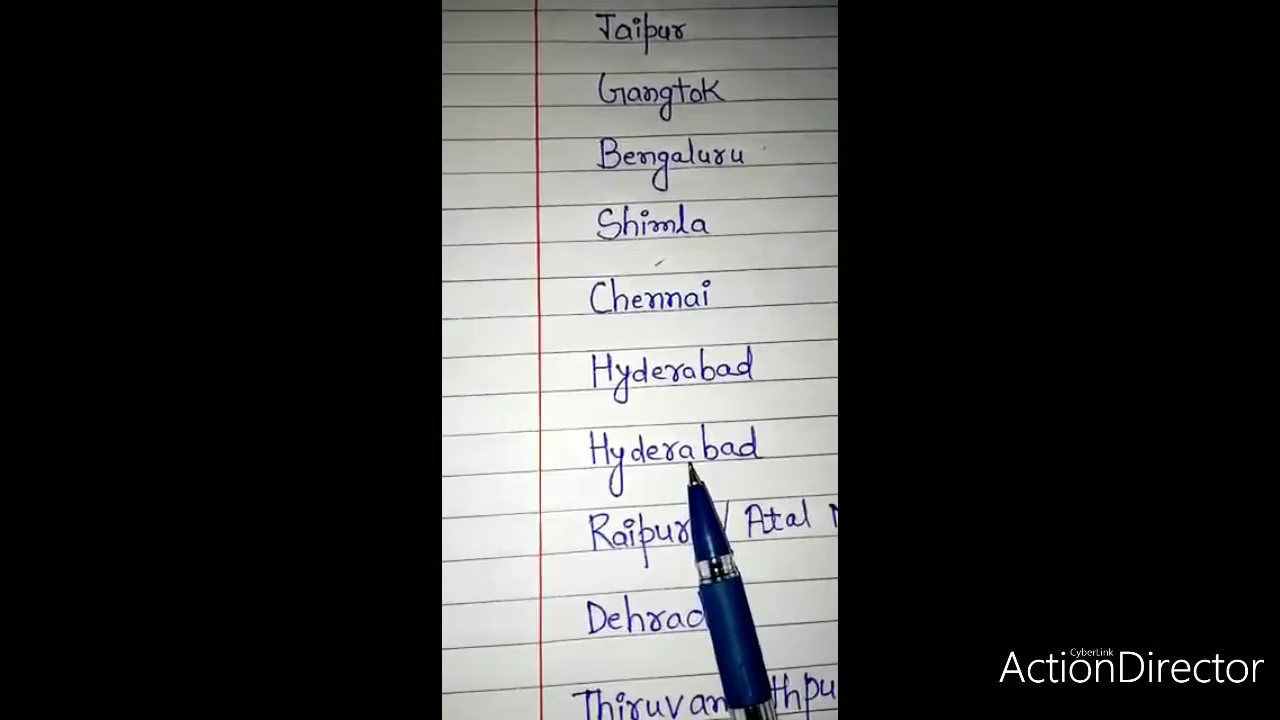 Jaipur
Gangtok
Bengaluru
Shimla
Chennai
Hyderabad
Hyderabad
Raipur / Atal
CyberLink
ActionDirector